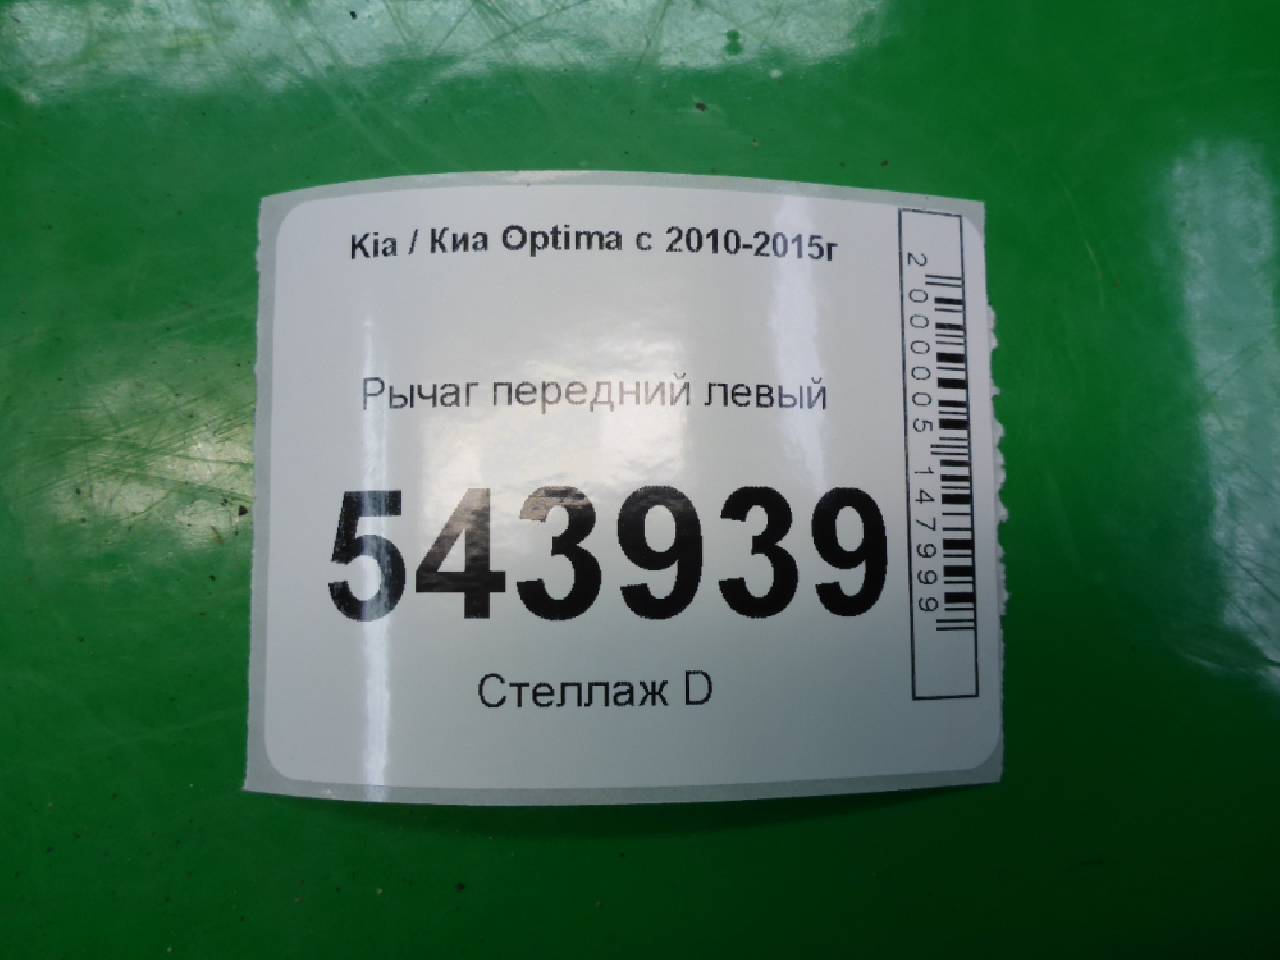 Kia / Киа Optima с 2010-2015г
Рычаг передний левый
543939
Стеллаж D
2000005147999